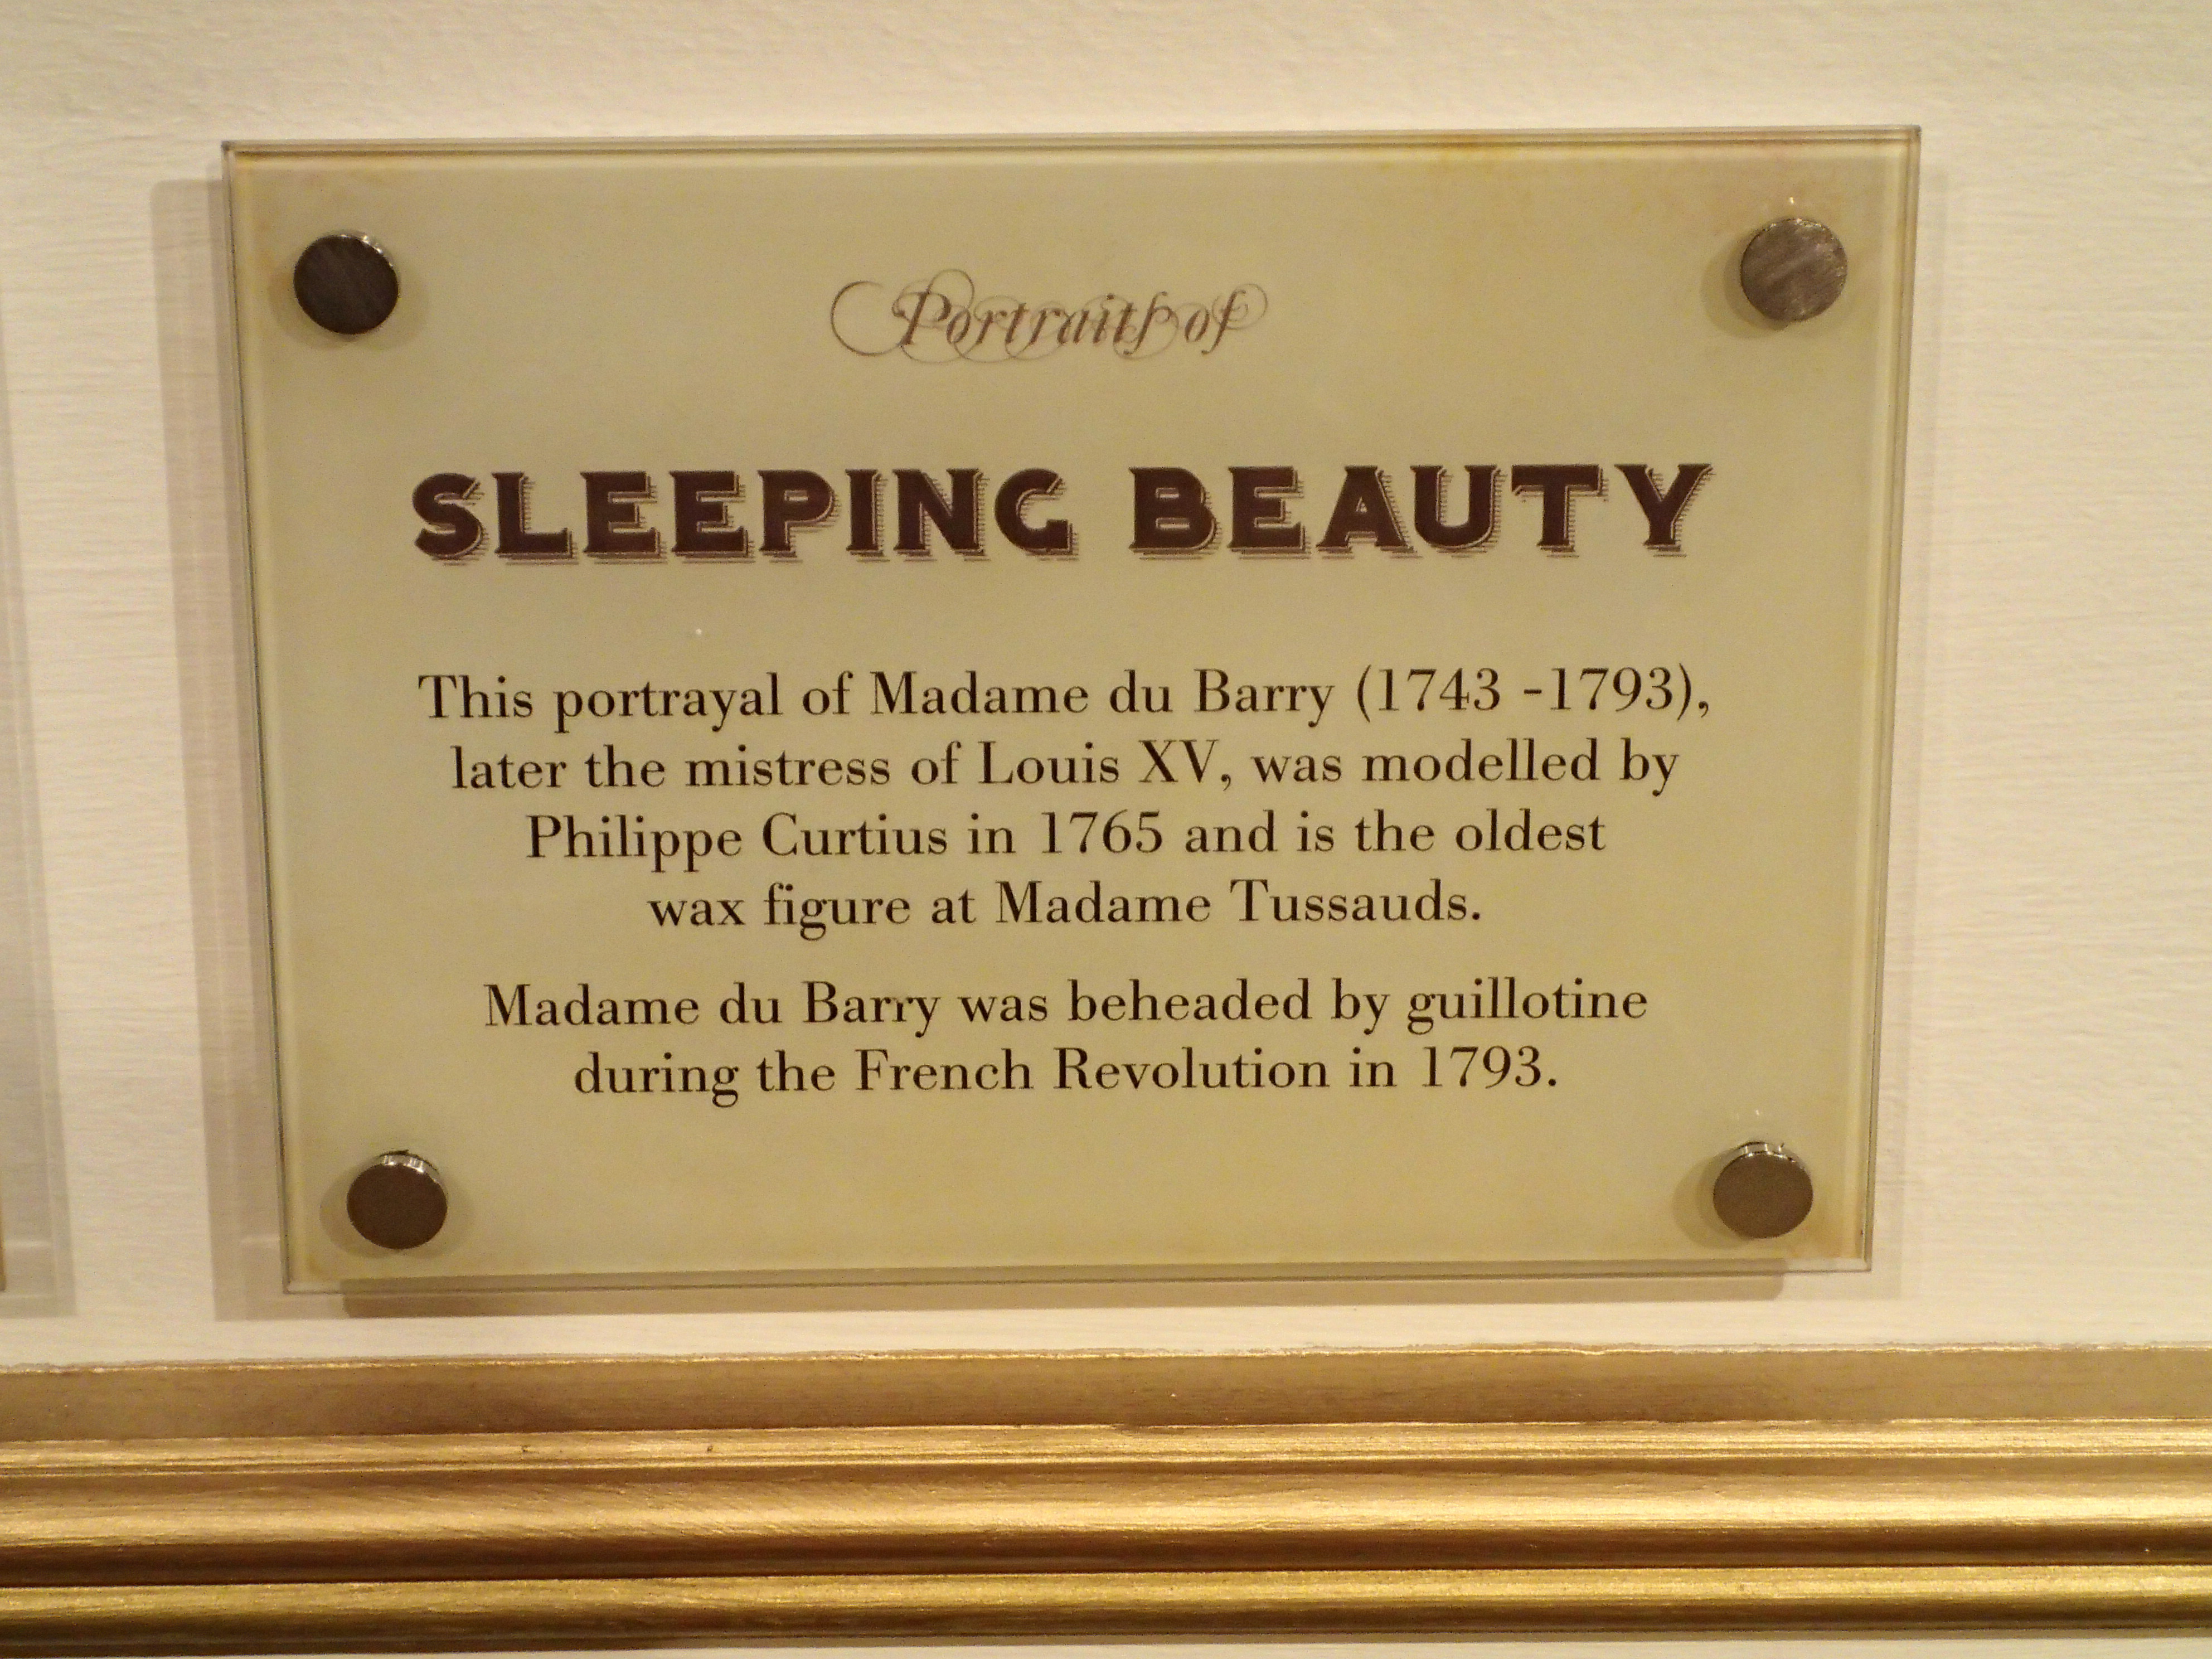 Portraits of
SLEEPING BEAUTY
This portrayal of Madame du Barry (1743 -1793),
later the mistress of Louis XV, was modelled by
Philippe Curtius in 1765 and is the oldest
wax figure at Madame Tussauds.
Madame du Barry was beheaded by guillotine
during the French Revolution in 1793.